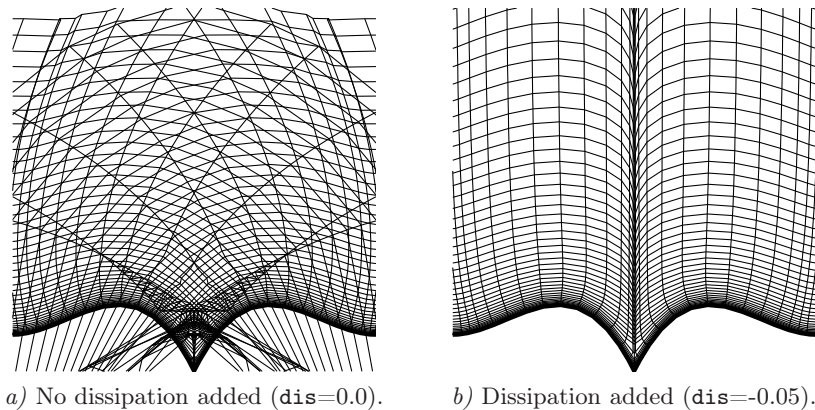 a) No dissipation added (dis=0.0).
b) Dissipation added (dis=-0.05).